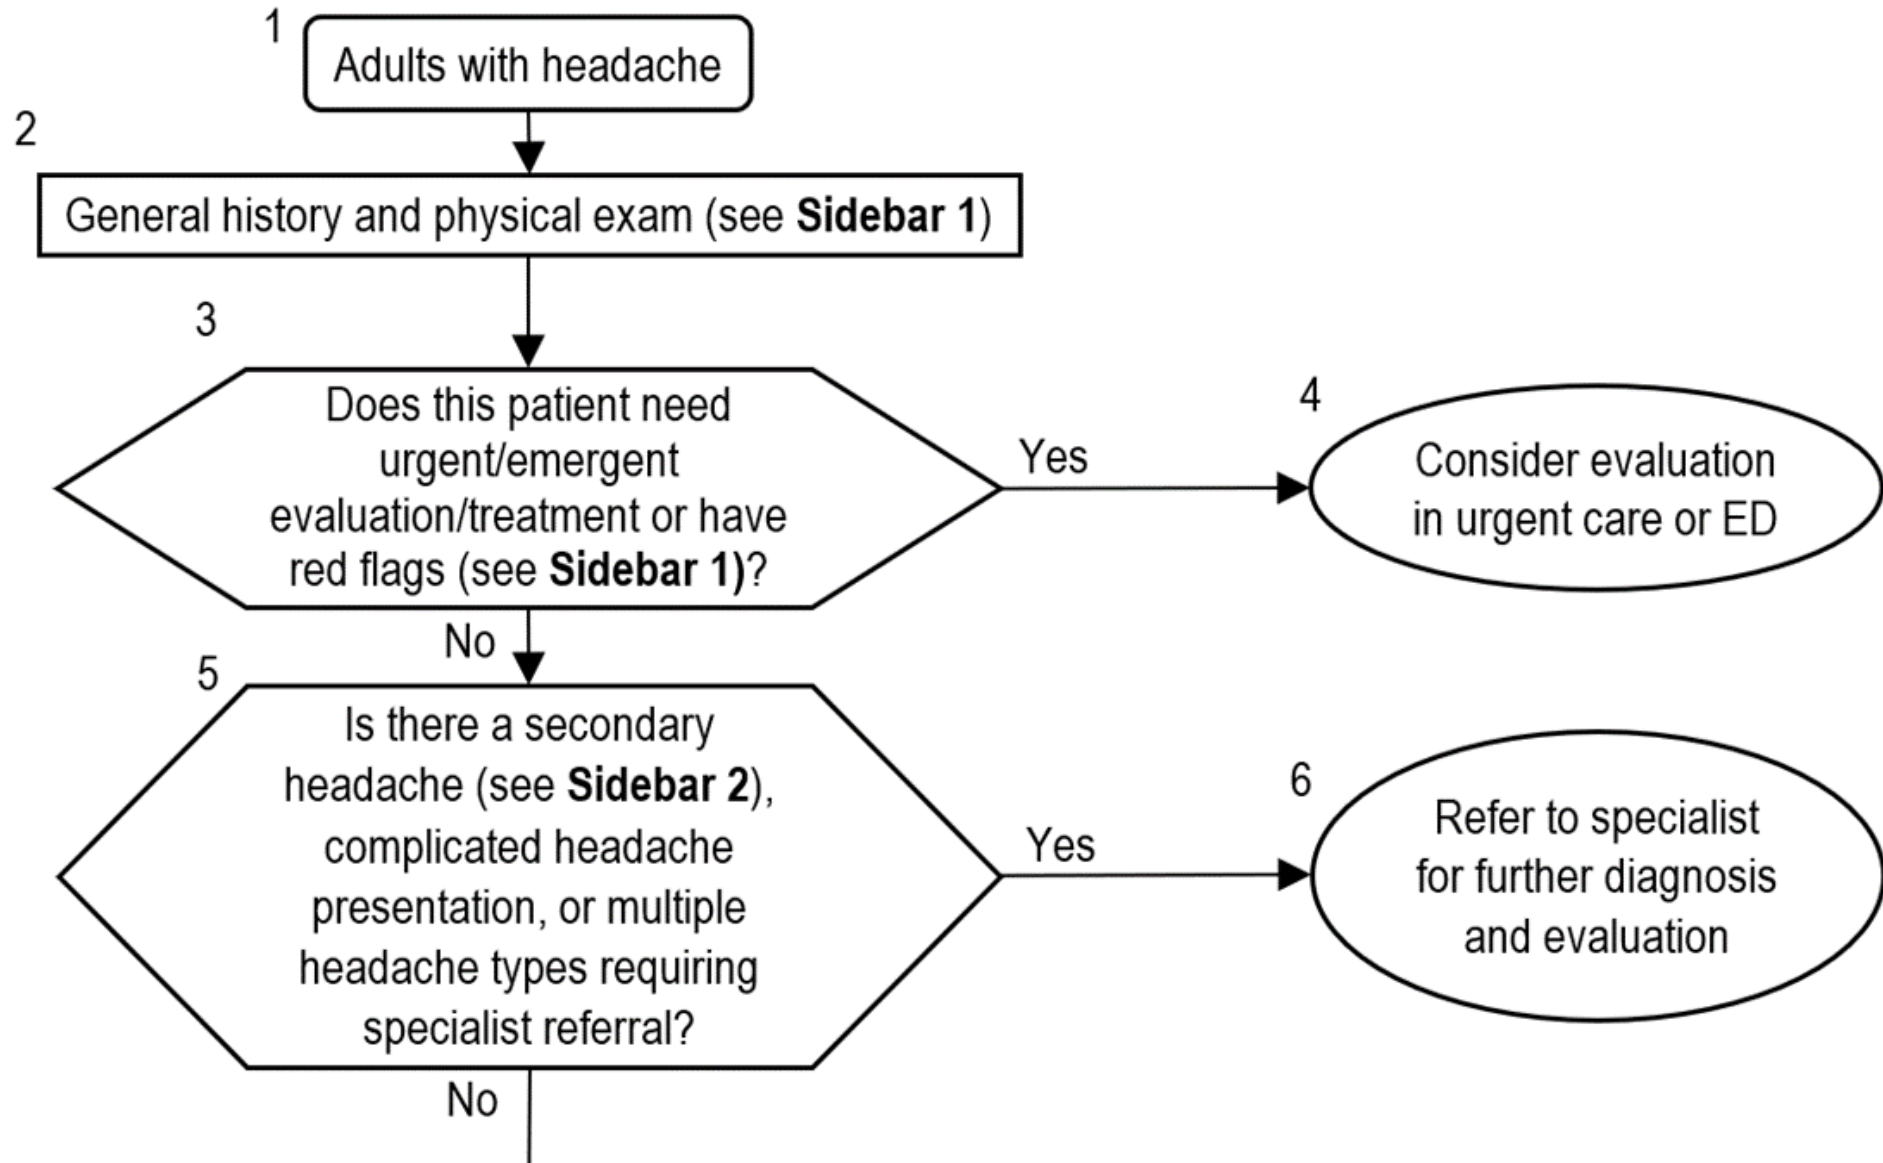 1
Adults with headache
2
General history and physical exam (see Sidebar 1)
3
Does this patient need
urgent/emergent
evaluation/treatment or have
red flags (see Sidebar 1)?
Yes
4
Consider evaluation
in urgent care or ED
No
5
Is there a secondary
headache (see Sidebar 2),
complicated headache
presentation, or multiple
headache types requiring
specialist referral?
Yes
6
Refer to specialist
for further diagnosis
and evaluation
No